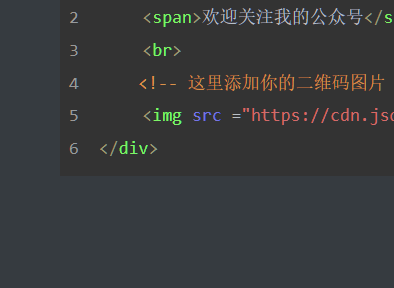 2 <span>欢迎关注我的公众号</s
3 <br>
4 <!-- 这里添加你的二维码图片
5 <img src ="https://cdn.jso
6 </div>